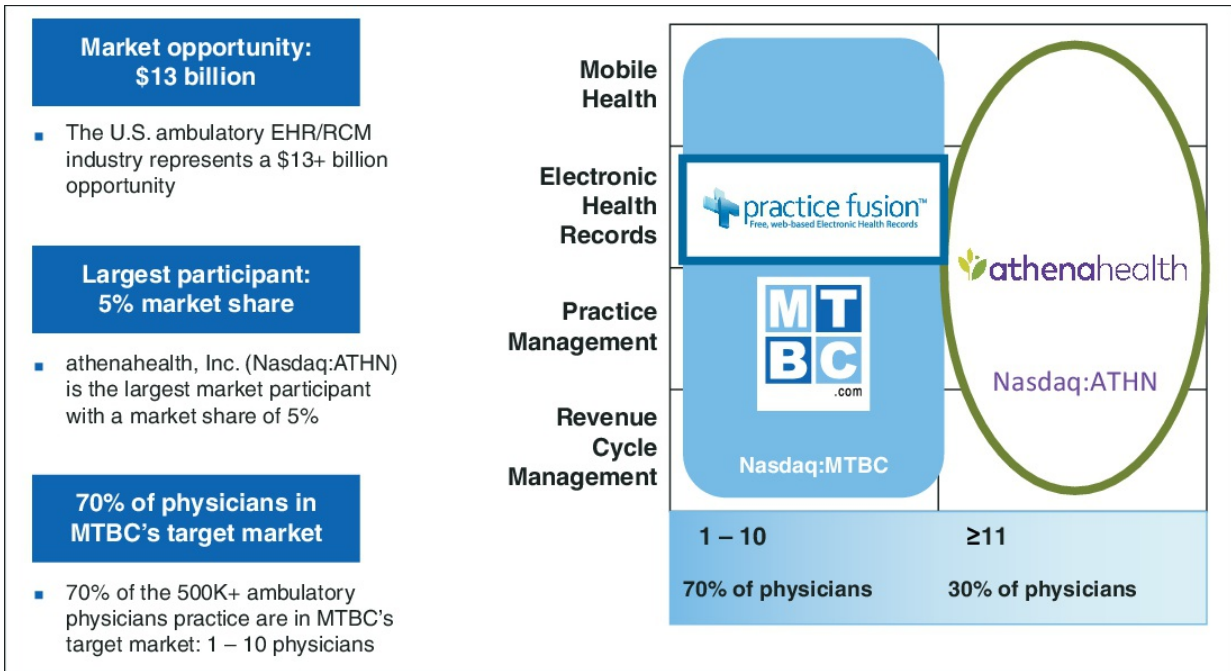 Market opportunity:
$13 billion
▪ The U.S. ambulatory EHR/RCM
industry represents a $13+ billion
opportunity
Largest participant:
5% market share
▪ athenahealth, Inc. (Nasdaq:ATHN)
is the largest market participant
with a market share of 5%
70% of physicians in
MTBC’s target market
▪ 70% of the 500K+ ambulatory
physicians practice are in MTBC’s
target market: 1 – 10 physicians
Mobile
Health
Electronic
Health
Records
Practice
Management
Revenue
Cycle
Management
practice fusion™
Free, web-based Electronic Health Records
MT
BC
.com
Nasdaq:MTBC
athenahealth
Nasdaq:ATHN
1 – 10
≥11
70% of physicians
30% of physicians